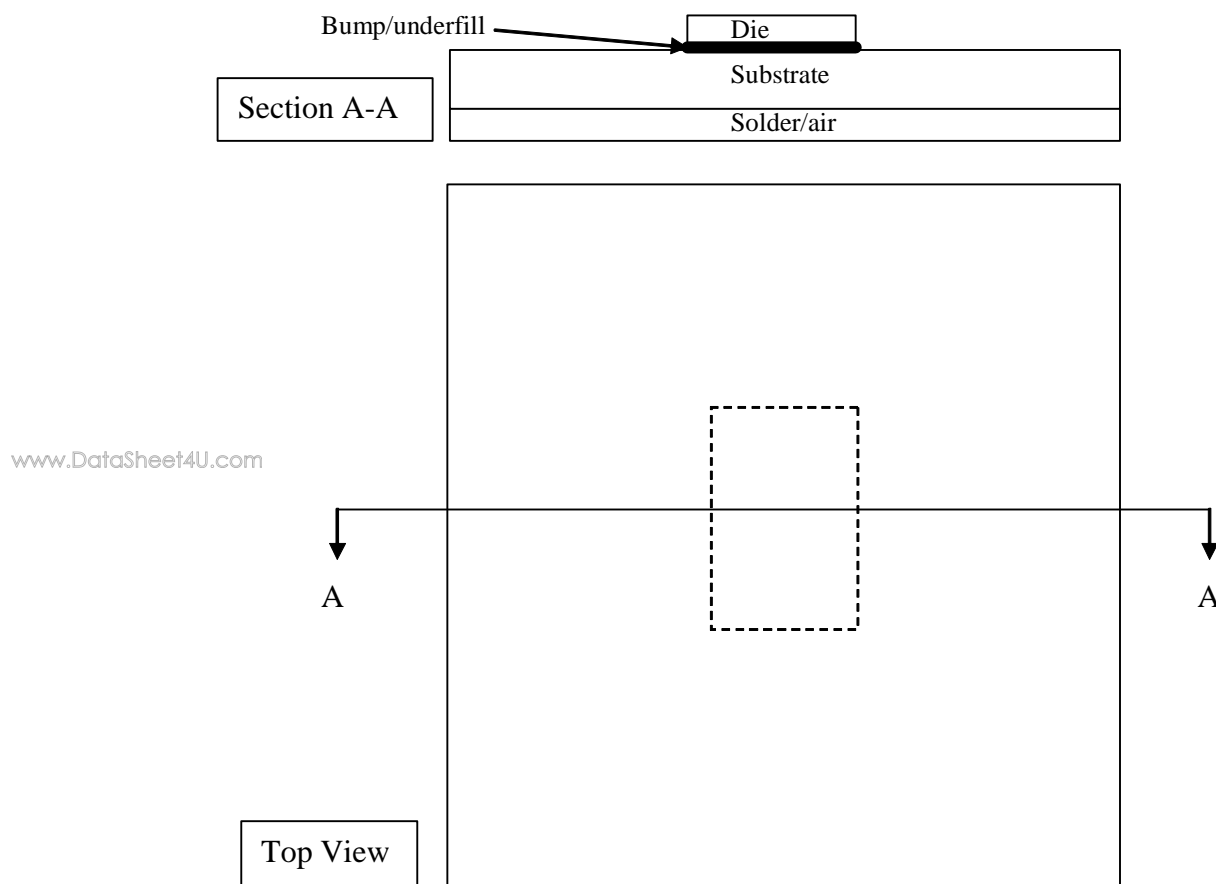 Bump/underfill
Die
Substrate
Section A-A
Solder/air
www.DataSheet4U.com
A
A
Top View